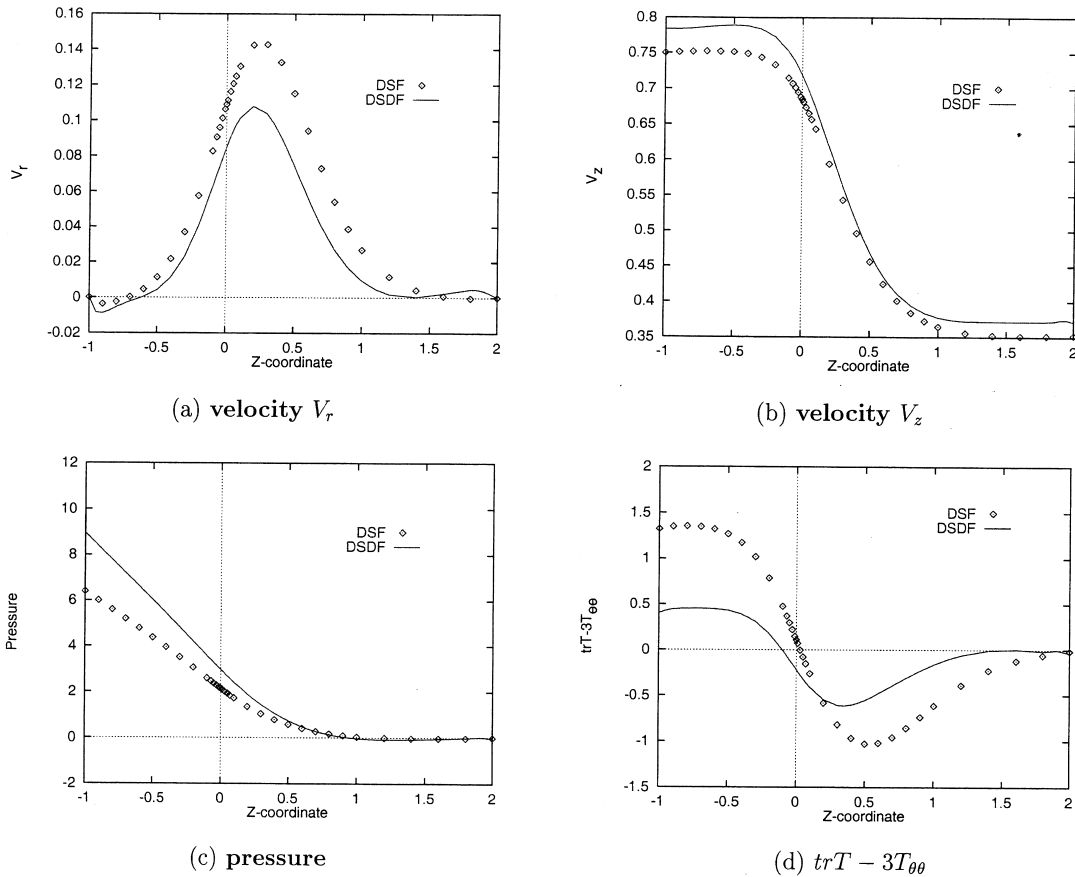 0.16
0.14
0.12
0.1
0.08
0.06
0.04
0.02
0
-0.02
V_r
DSF
DSDF
-1 -0.5 0 0.5 1 1.5 2
Z-coordinate
(a) velocity V_r
0.8
0.75
0.7
0.65
0.6
0.55
0.5
0.45
0.4
0.35
V_z
DSF
DSDF
-1 -0.5 0 0.5 1 1.5 2
Z-coordinate
(b) velocity V_z
12
10
8
6
4
2
0
-2
Pressure
DSF
DSDF
-1 -0.5 0 0.5 1 1.5 2
Z-coordinate
(c) pressure
2
1.5
1
0.5
0
-0.5
-1
-1.5
trT-3T_θθ
DSF
DSDF
-1 -0.5 0 0.5 1 1.5 2
Z-coordinate
(d) trT − 3T_θθ